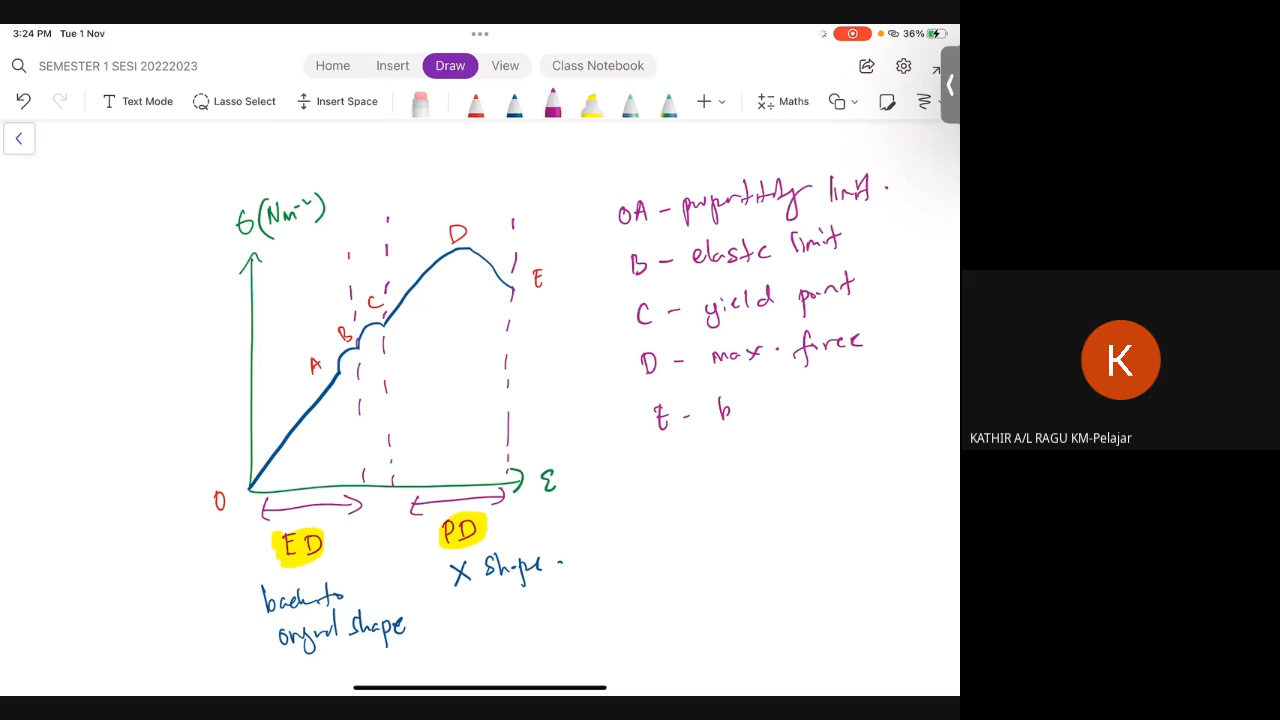 3:24 PM Tue 1 Nov
36%
SEMESTER 1 SESI 20222023
Home
Insert
Draw
View
Class Notebook
Text Mode
Lasso Select
Insert Space
Maths
σ (Nm⁻²)
D
E
C
B
A
O
ε
ED
PD
back to
original shape
X shape.
OA - proportionality limit.
B - elastic limit
C - yield point
D - max. force
E - b
K
KATHIR A/L RAGU KM-Pelajar